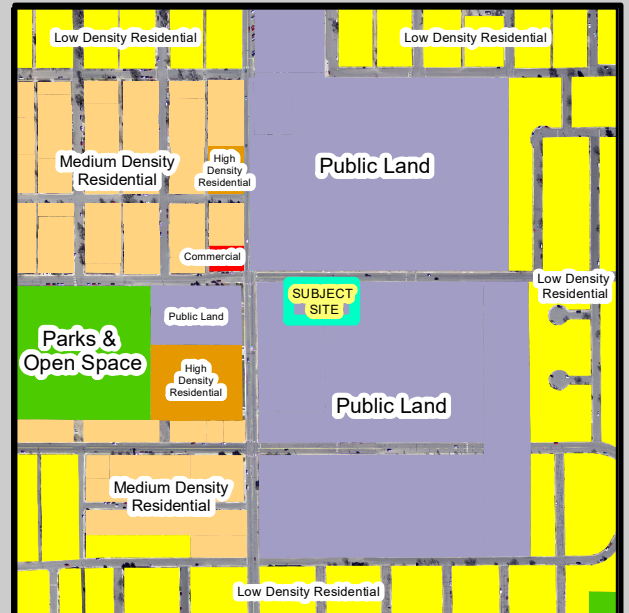 Low Density Residential
Low Density Residential
Medium Density
Residential
High
Density
Residential
Public Land
Commercial
Low Density
Residential
SUBJECT
SITE
Public Land
Parks &
Open Space
High
Density
Residential
Public Land
Medium Density
Residential
Low Density Residential